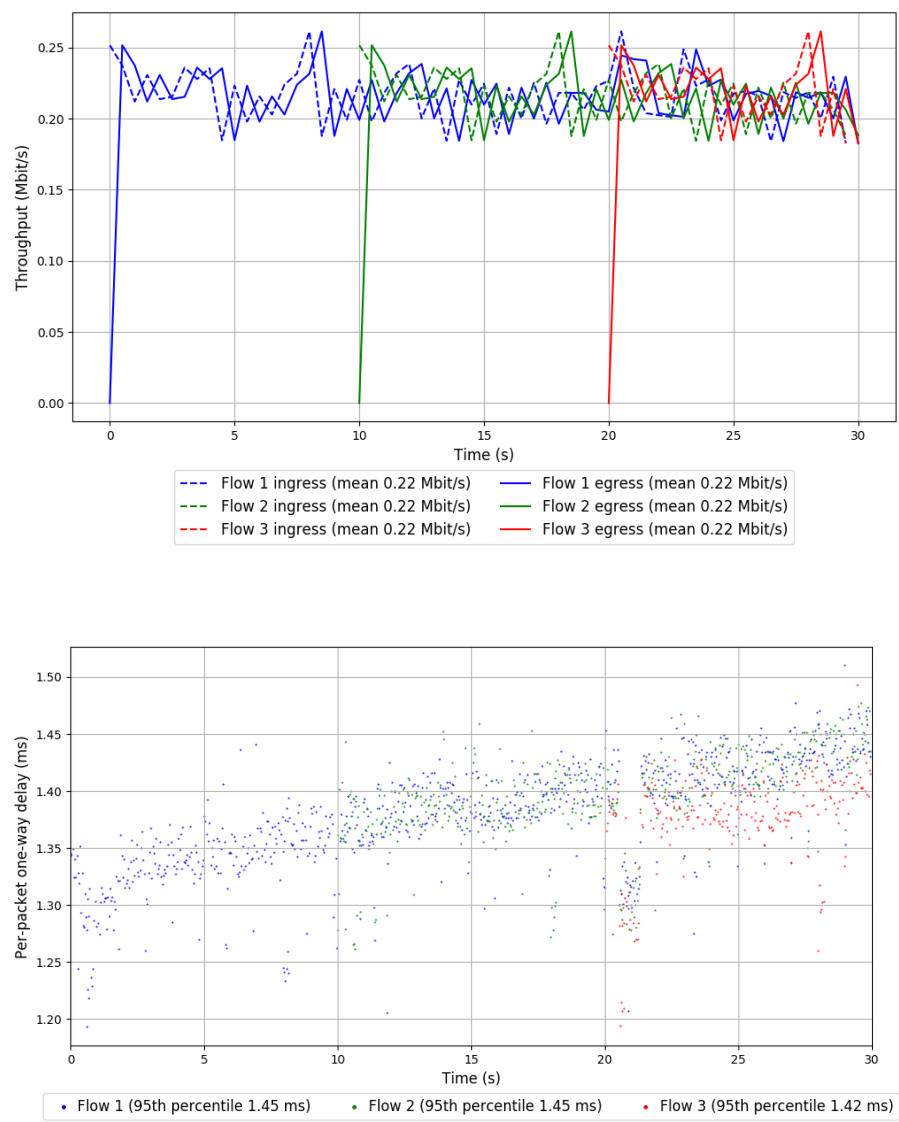 0.25
0.20
0.15
0.10
0.05
0.00
Throughput (Mbit/s)
0 5 10 15 20 25 30
Time (s)
Flow 1 ingress (mean 0.22 Mbit/s) Flow 1 egress (mean 0.22 Mbit/s)
Flow 2 ingress (mean 0.22 Mbit/s) Flow 2 egress (mean 0.22 Mbit/s)
Flow 3 ingress (mean 0.22 Mbit/s) Flow 3 egress (mean 0.22 Mbit/s)
1.50
1.45
1.40
1.35
1.30
1.25
1.20
Per-packet one-way delay (ms)
0 5 10 15 20 25 30
Time (s)
Flow 1 (95th percentile 1.45 ms) Flow 2 (95th percentile 1.45 ms) Flow 3 (95th percentile 1.42 ms)